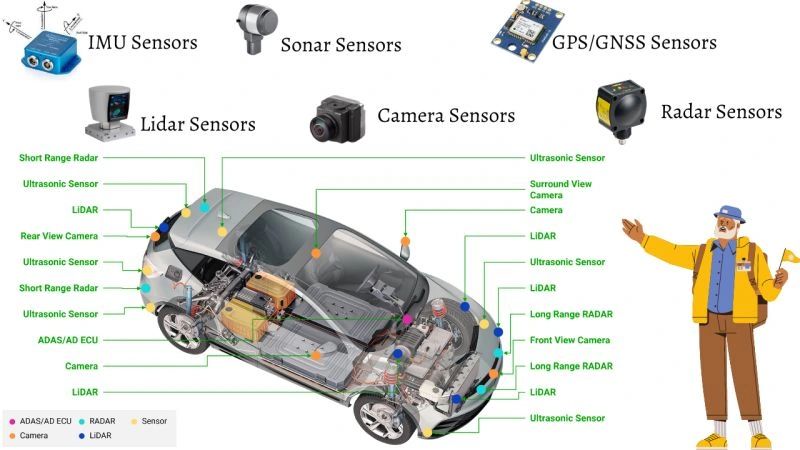 IMU Sensors
Sonar Sensors
GPS/GNSS Sensors
Lidar Sensors
Camera Sensors
Radar Sensors
Short Range Radar
Ultrasonic Sensor
LiDAR
Rear View Camera
Ultrasonic Sensor
Short Range Radar
Ultrasonic Sensor
ADAS/AD ECU
Camera
LiDAR
Ultrasonic Sensor
Surround View
Camera
Camera
LiDAR
Ultrasonic Sensor
LiDAR
Long Range RADAR
Front View Camera
Long Range RADAR
LiDAR
Ultrasonic Sensor
ADAS/AD ECU
RADAR
Sensor
Camera
LiDAR